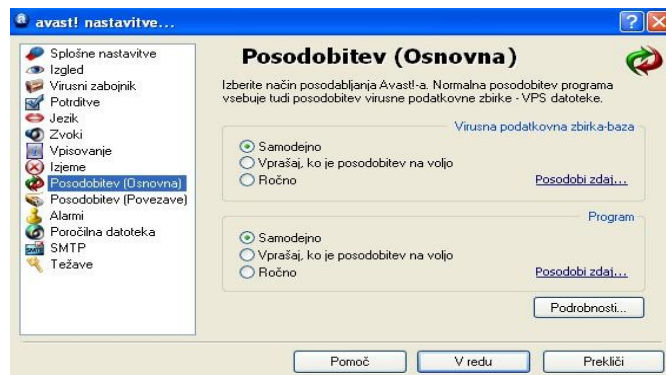 avast! nastavitve...
Splošne nastavitve
Izgled
Virusni zabojnik
Potrditve
Jezik
Zvoki
Vpisovanje
Izjeme
Posodobitev (Osnovna)
Posodobitev (Povezave)
Alarmi
Poročilna datoteka
SMTP
Težave
Posodobitev (Osnovna)
Izberite način posodabljanja Avast!-a. Normalna posodobitev programa
vsebuje tudi posodobitev virusne podatkovne zbirke - VPS datoteke.
Virusna podatkovna zbirka-baza
Samodejno
Vprašaj, ko je posodobitev na voljo
Ročno
Posodobi zdaj...
Program
Samodejno
Vprašaj, ko je posodobitev na voljo
Ročno
Posodobi zdaj...
Podrobnosti...
Pomoč
V redu
Prekliči